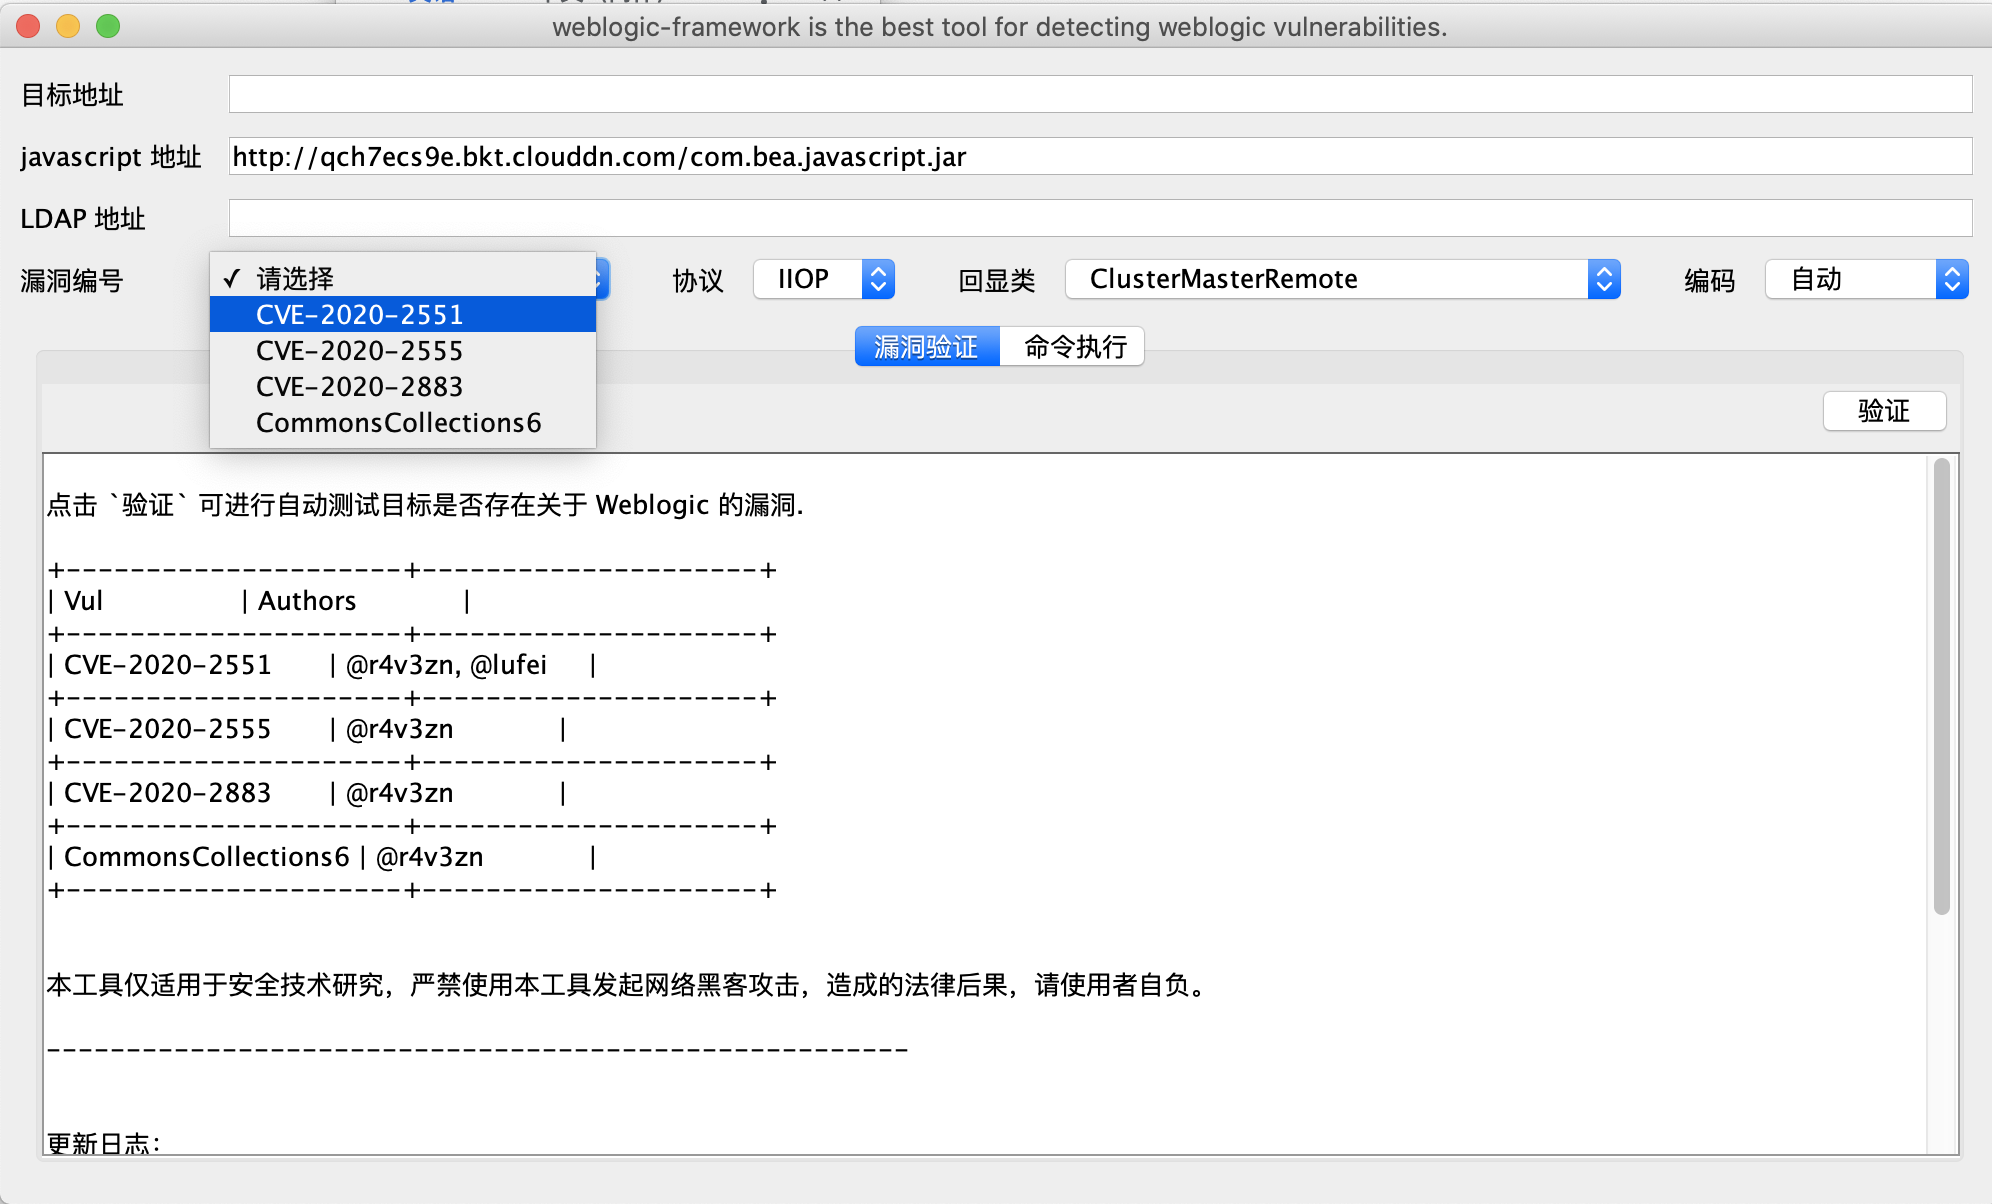 weblogic-framework is the best tool for detecting weblogic vulnerabilities.
目标地址
javascript 地址 http://qch7ecs9e.bkt.clouddn.com/com.bea.javascript.jar
LDAP 地址
漏洞编号 ✓ 请选择 协议 IIOP 回显类 ClusterMasterRemote 编码 自动
CVE-2020-2551
CVE-2020-2555
CVE-2020-2883
CommonsCollections6
漏洞验证 命令执行
验证
点击 `验证` 可进行自动测试目标是否存在关于 Weblogic 的漏洞.
+---------------------+---------------------+
| Vul | Authors |
+---------------------+---------------------+
| CVE-2020-2551 | @r4v3zn, @lufei |
+---------------------+---------------------+
| CVE-2020-2555 | @r4v3zn |
+---------------------+---------------------+
| CVE-2020-2883 | @r4v3zn |
+---------------------+---------------------+
| CommonsCollections6 | @r4v3zn |
+---------------------+---------------------+
本工具仅适用于安全技术研究，严禁使用本工具发起网络黑客攻击，造成的法律后果，请使用者自负。
------------------------------------------------------
更新日志：